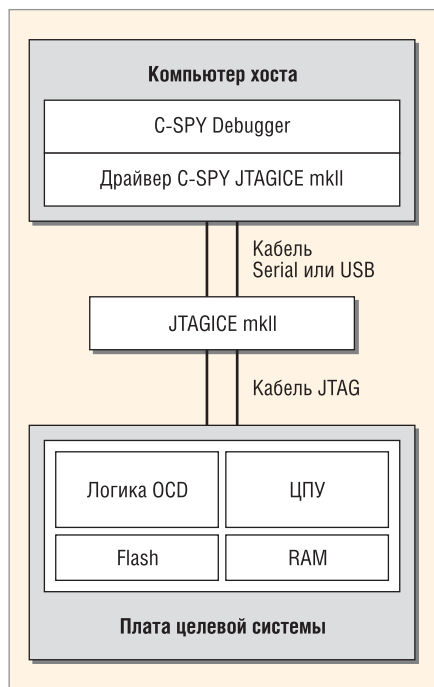 Компьютер хоста
C-SPY Debugger
Драйвер C-SPY JTAGICE mkII
Кабель
Serial или USB
JTAGICE mkII
Кабель JTAG
Логика OCD
ЦПУ
Flash
RAM
Плата целевой системы